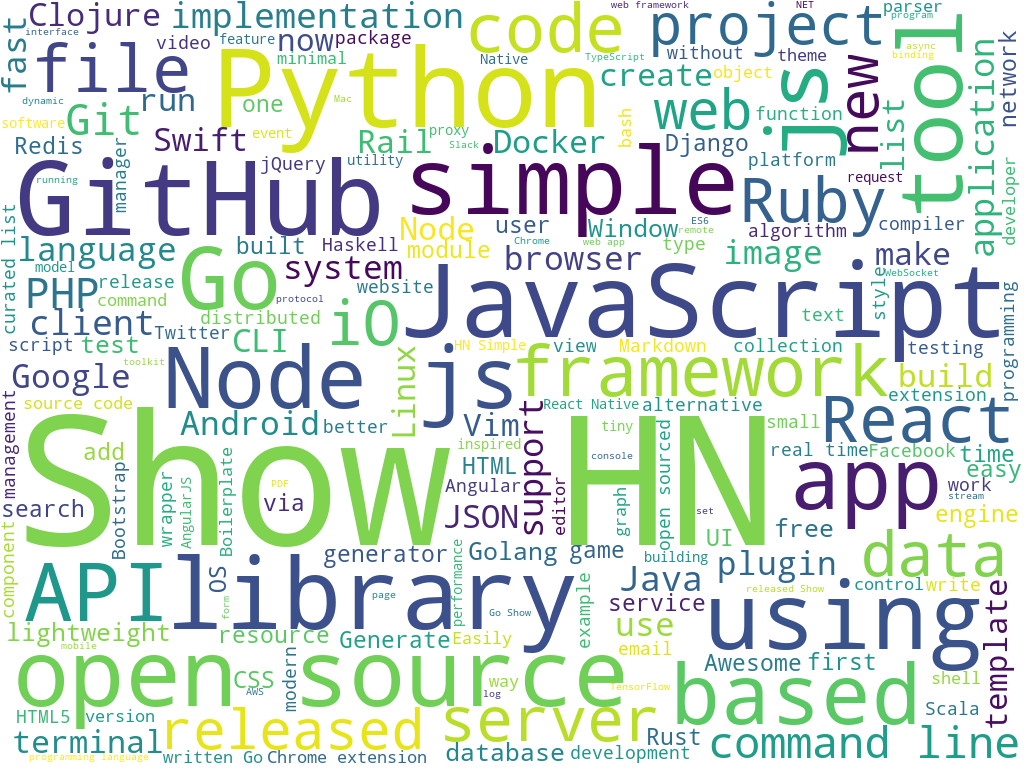 web framework
NET
parser
program
interface
Clojure
implementation
code
project
fast
file
video
now
package
feature
minimal
Python
Native
TypeScript
without
theme
async
binding
create
object
js
new
tool
application
network
dynamic
Mac
run
one
web
function
list
software
Git
event
Swift
Rail
proxy
Slack
Docker
bash
Django
platform
developer
Redis
manager
jQuery
utility
running
GitHub
simple
Ruby
request
compiler
algorithm
curated list
language
built
Haskell
Node
module
user
Chrome
Window
web app
ES6
remote
type
browser
image
make
model
PHP
release
command
Go
system
protocol
website
iO
JavaScript
style
WebSocket
programming
client
Twitter
distributed
text
script
test
CLI
HN Simple
view
Markdown
collection
testing
toolkit
Google
Node js
Linux
framework
build
extension
source code
Android
better
Vim
React Native
alternative
small
React
management
add
Show HN
inspired
support
tiny
console
open sourced
real time
Facebook
time
easy
search
Bootstrap
wrapper
AngularJS
Boilerplate
PDF
via
HTML
Angular
JSON
editor
graph
set
app
work
stream
engine
component
API
OS
form
library
generator
page
performance
Golang
game
Go Show
building
UI
free
data
Java
plugin
released Show
control
write
template
lightweight
mobile
resource
Generate
Easily
example
service
use
email
using
open source
modern
CSS
AWS
way
log
TensorFlow
Awesome
first
based
shell
HTML5
version
released
server
Rust
Scala
terminal
programming language
written Go
Chrome extension
database
development
command line